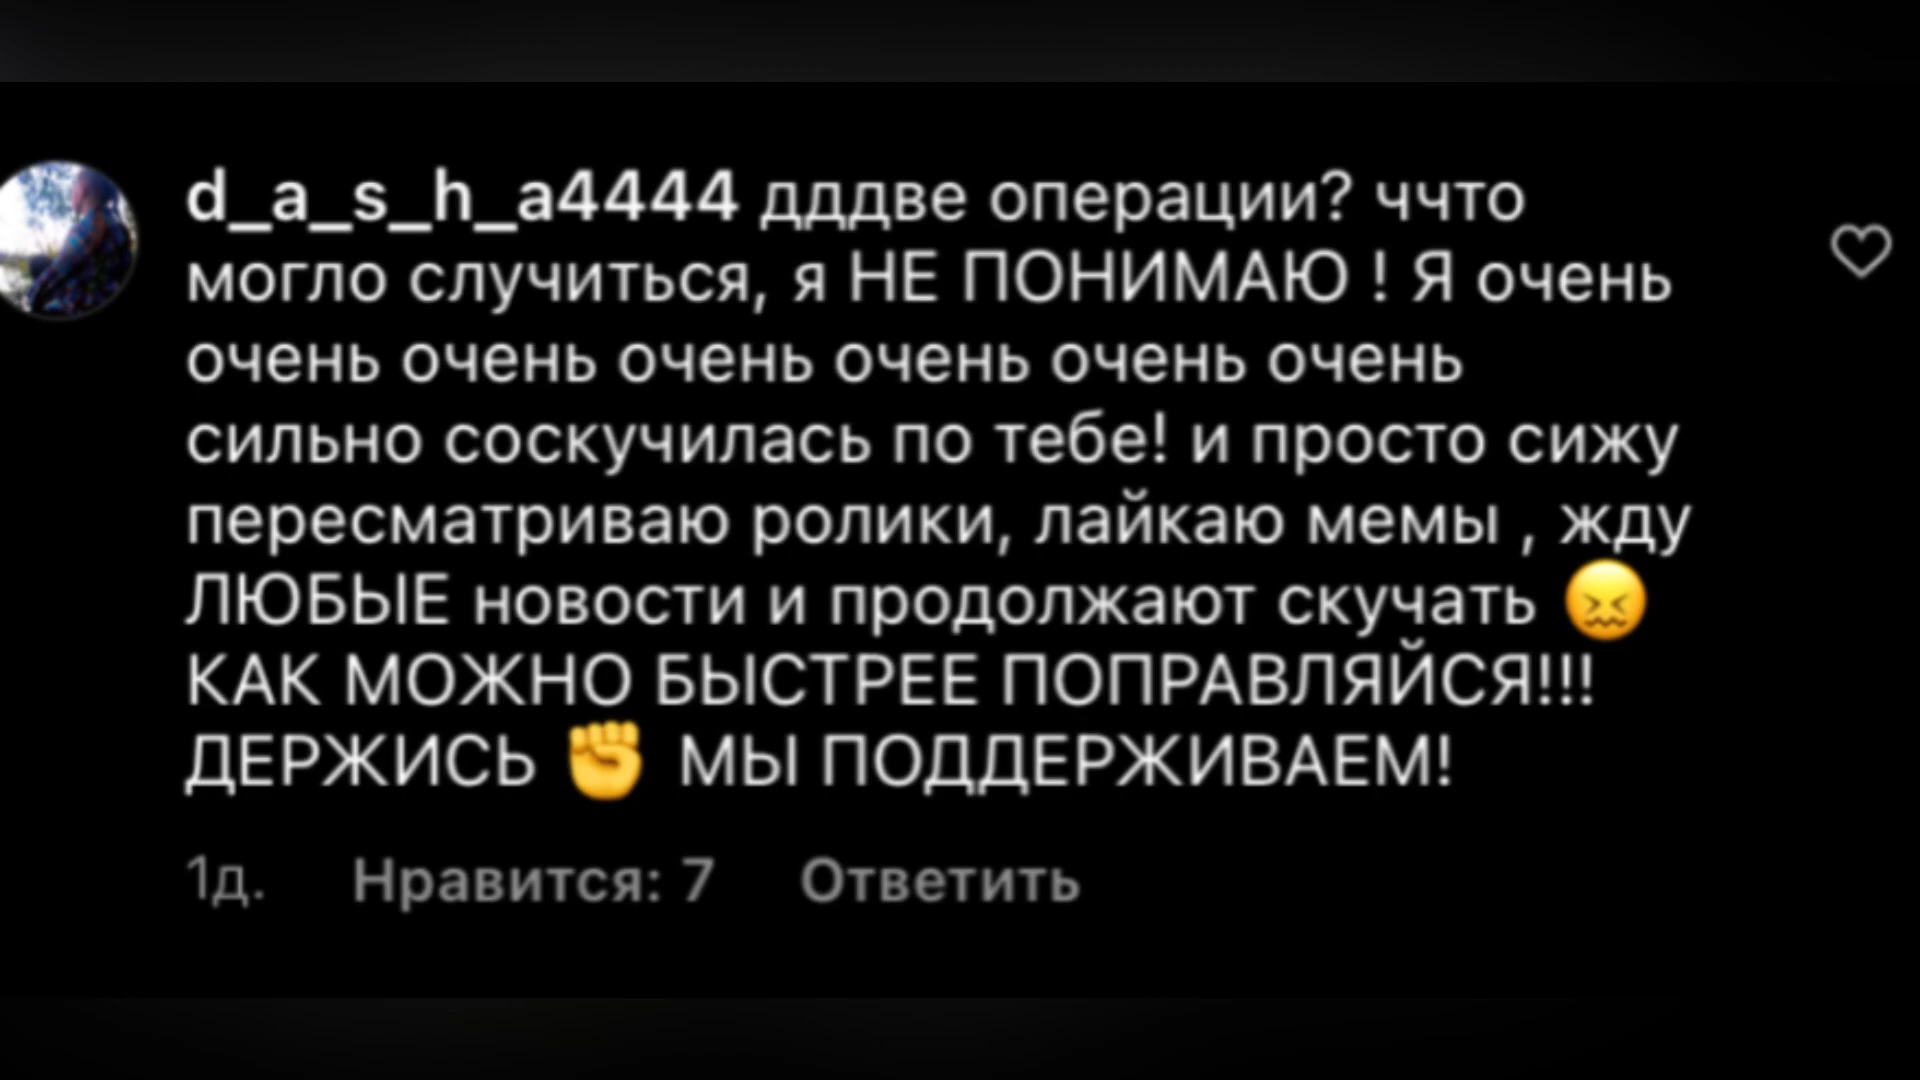 d_a_s_h_a4444 дддве операции? ччто
могло случиться, я НЕ ПОНИМАЮ ! Я очень
очень очень очень очень очень очень
сильно соскучилась по тебе! и просто сижу
пересматриваю ролики, лайкаю мемы , жду
ЛЮБЫЕ новости и продолжают скучать 😖
КАК МОЖНО БЫСТРЕЕ ПОПРАВЛЯЙСЯ!!!
ДЕРЖИСЬ ✊ МЫ ПОДДЕРЖИВАЕМ!
1д. Нравится: 7 Ответить